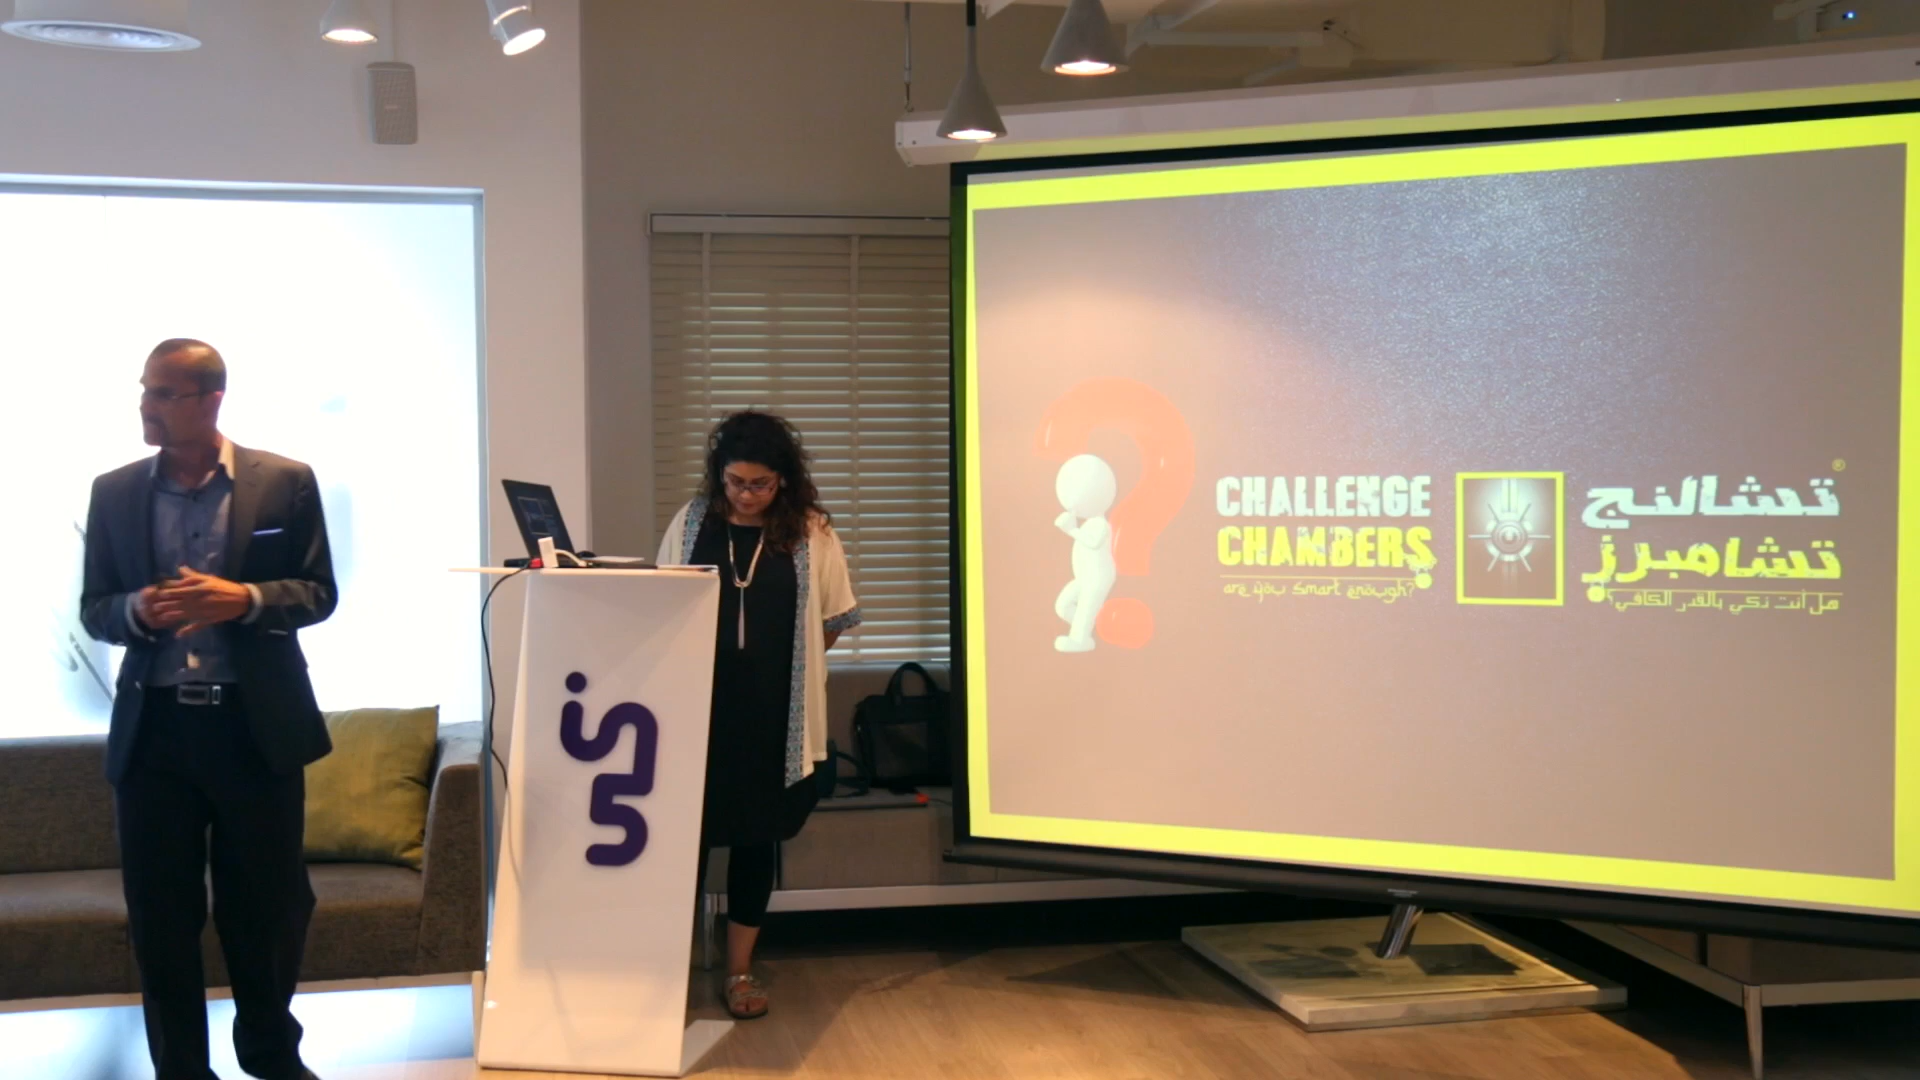 CHALLENGE
CHAMBERS
are you smart enough?
تشالنج®
تشامبرز
هل أنت ذكي بالقدر الكافي؟